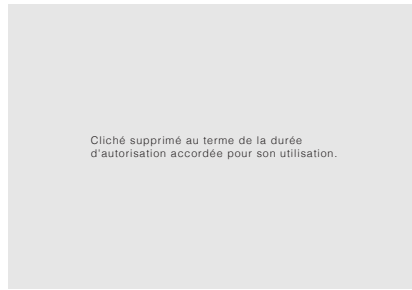 Cliché supprimé au terme de la durée
d'autorisation accordée pour son utilisation.